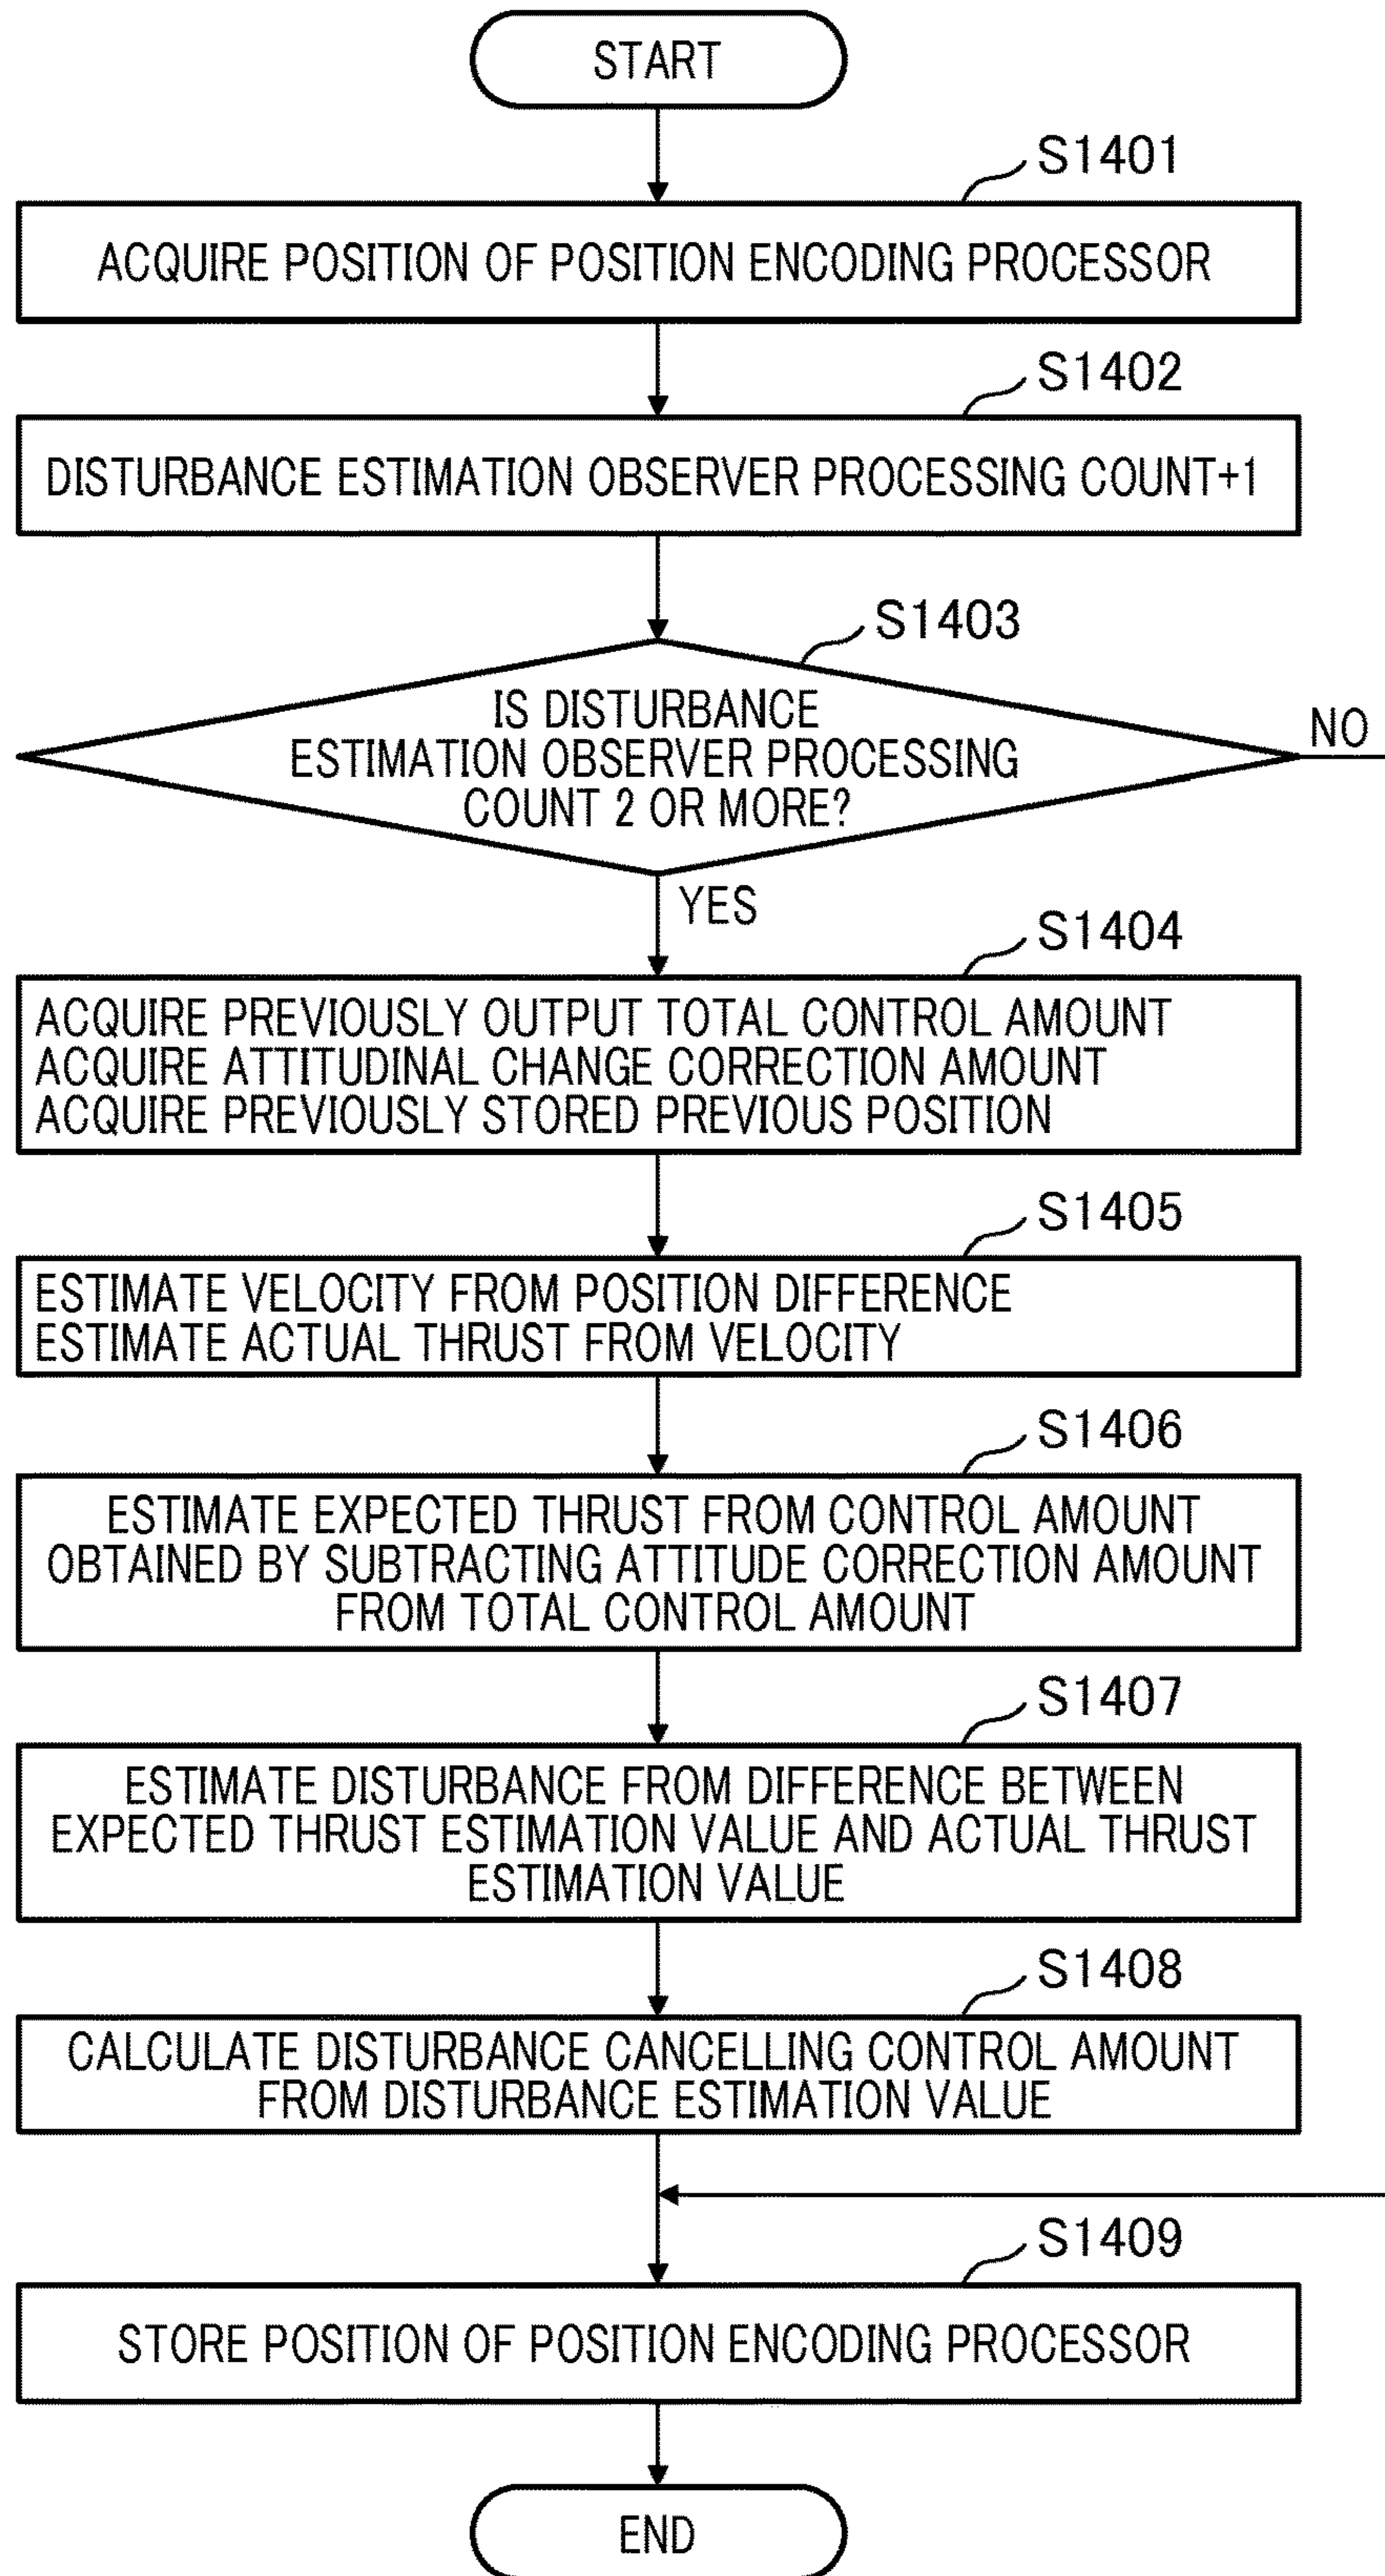 START
S1401
ACQUIRE POSITION OF POSITION ENCODING PROCESSOR
S1402
DISTURBANCE ESTIMATION OBSERVER PROCESSING COUNT+1
S1403
IS DISTURBANCE
ESTIMATION OBSERVER PROCESSING
COUNT 2 OR MORE?
NO
YES
S1404
ACQUIRE PREVIOUSLY OUTPUT TOTAL CONTROL AMOUNT
ACQUIRE ATTITUDINAL CHANGE CORRECTION AMOUNT
ACQUIRE PREVIOUSLY STORED PREVIOUS POSITION
S1405
ESTIMATE VELOCITY FROM POSITION DIFFERENCE
ESTIMATE ACTUAL THRUST FROM VELOCITY
S1406
ESTIMATE EXPECTED THRUST FROM CONTROL AMOUNT
OBTAINED BY SUBTRACTING ATTITUDE CORRECTION AMOUNT
FROM TOTAL CONTROL AMOUNT
S1407
ESTIMATE DISTURBANCE FROM DIFFERENCE BETWEEN
EXPECTED THRUST ESTIMATION VALUE AND ACTUAL THRUST
ESTIMATION VALUE
S1408
CALCULATE DISTURBANCE CANCELLING CONTROL AMOUNT
FROM DISTURBANCE ESTIMATION VALUE
S1409
STORE POSITION OF POSITION ENCODING PROCESSOR
END